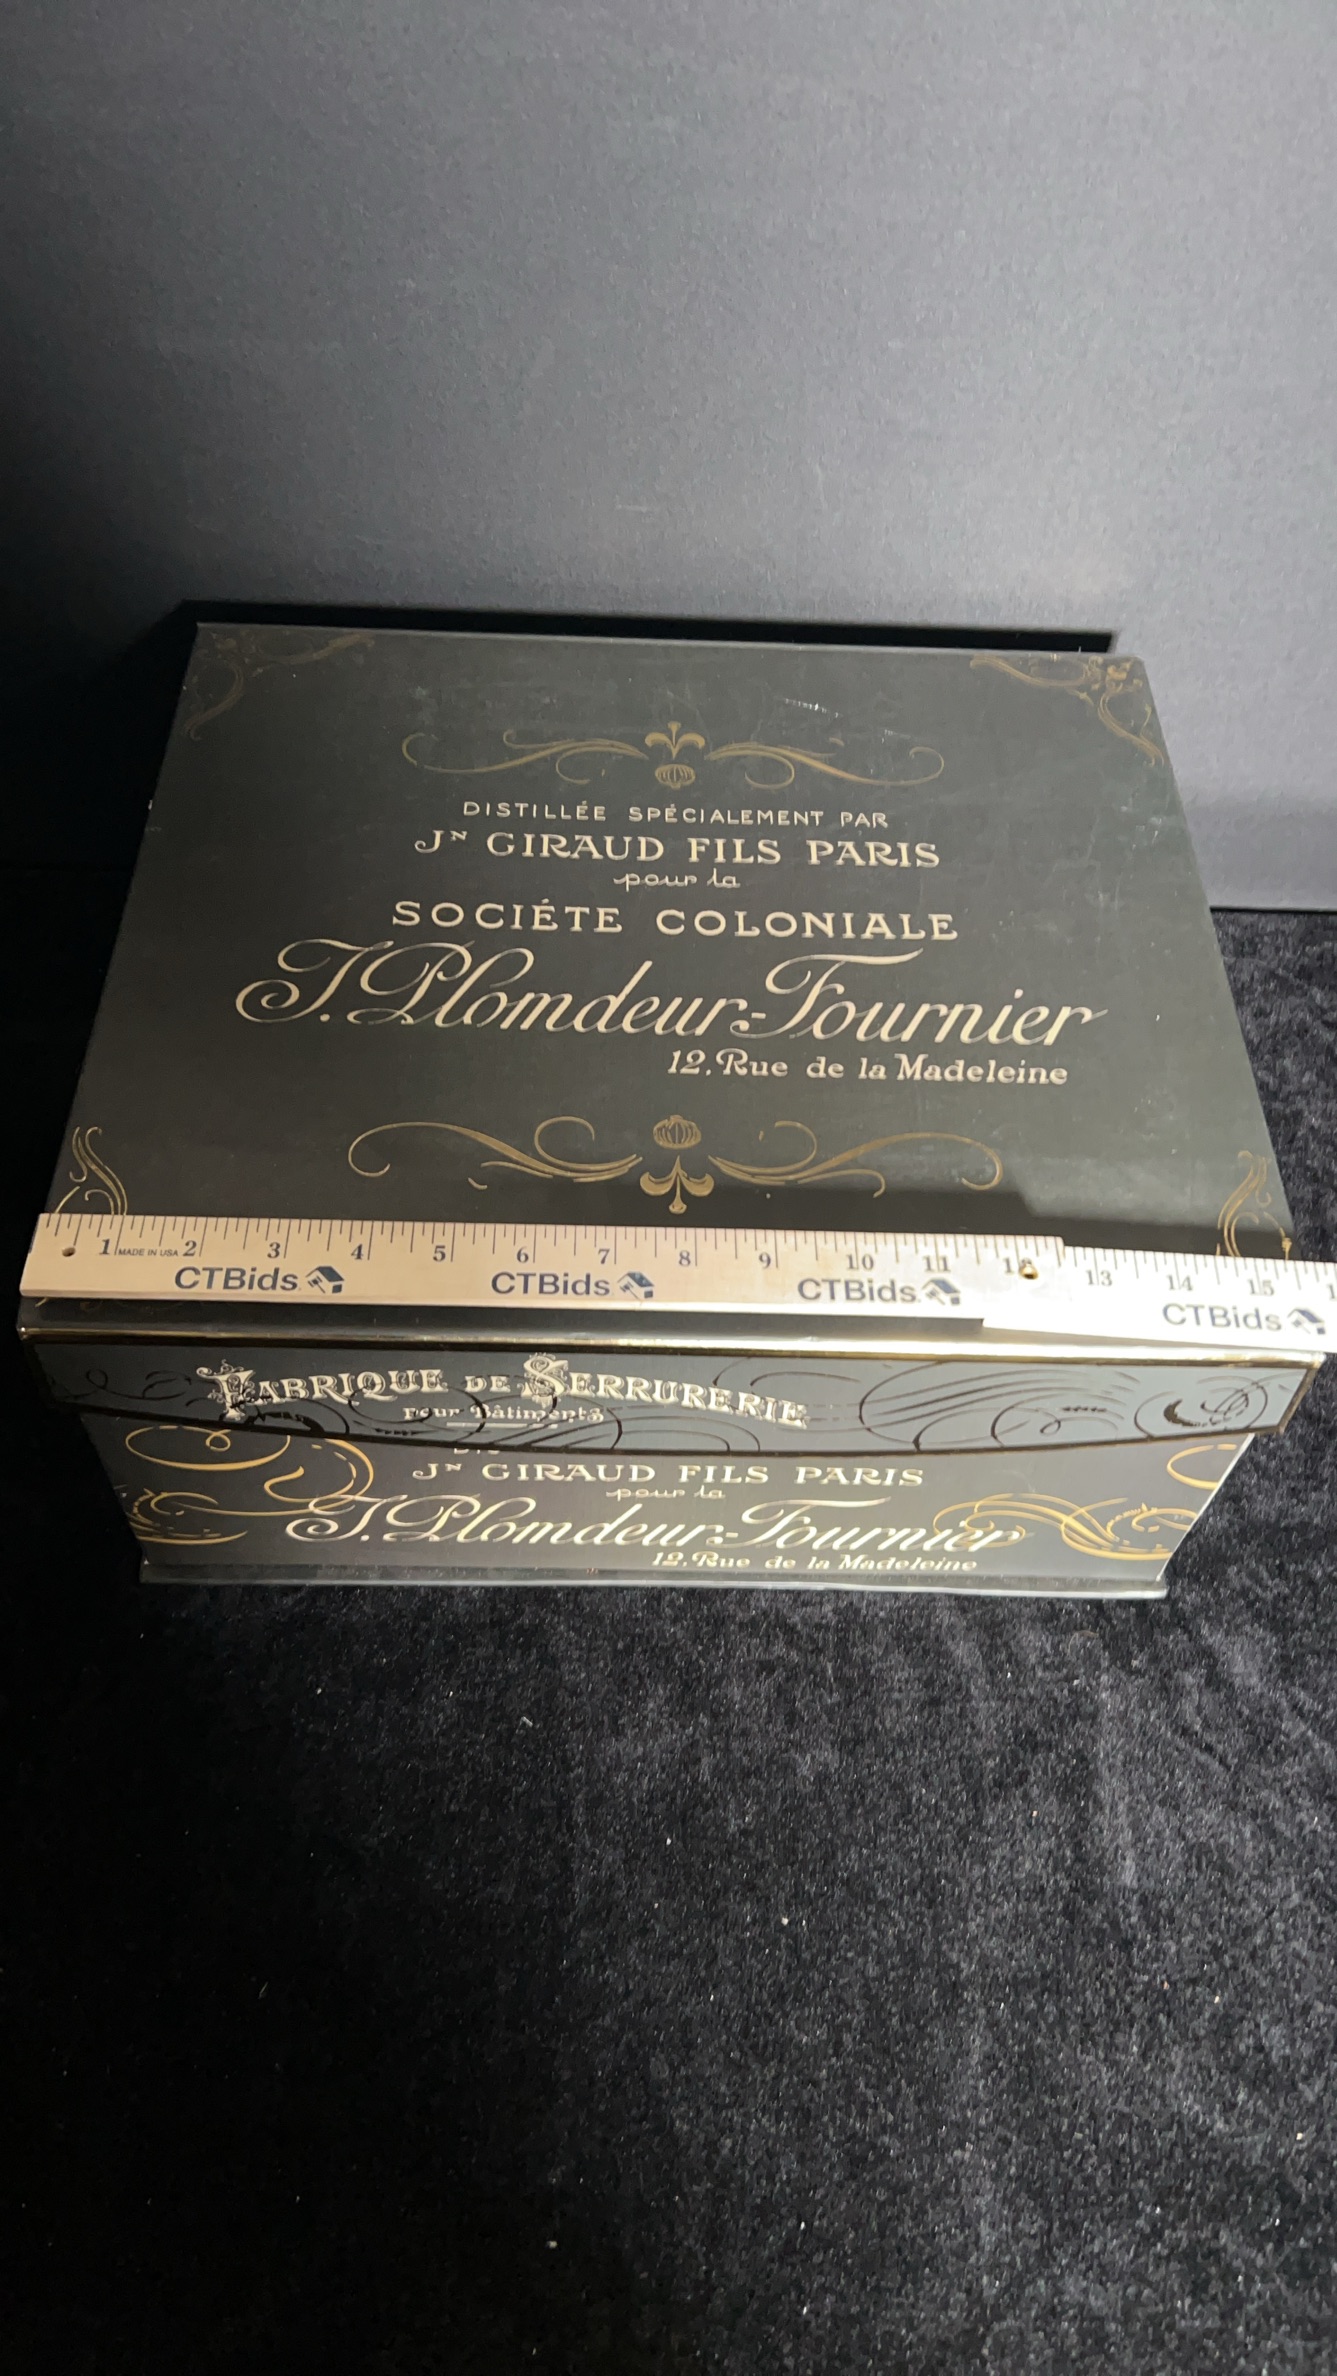 DISTILLÉE SPÉCIALEMENT PAR
JN GIRAUD FILS PARIS
pour la
SOCIÉTE COLONIALE
J. Plomdeur-Fournier
12, Rue de la Madeleine
1 MADE IN USA 2 3 4 5 6 7 8 9 10 11 12 13 14 15
CTBids CTBids CTBids CTBids
FABRIQUE DE SERRURERIE
pour Bâtiments
JN GIRAUD FILS PARIS
pour la
J. Plomdeur-Fournier
12, Rue de la Madeleine